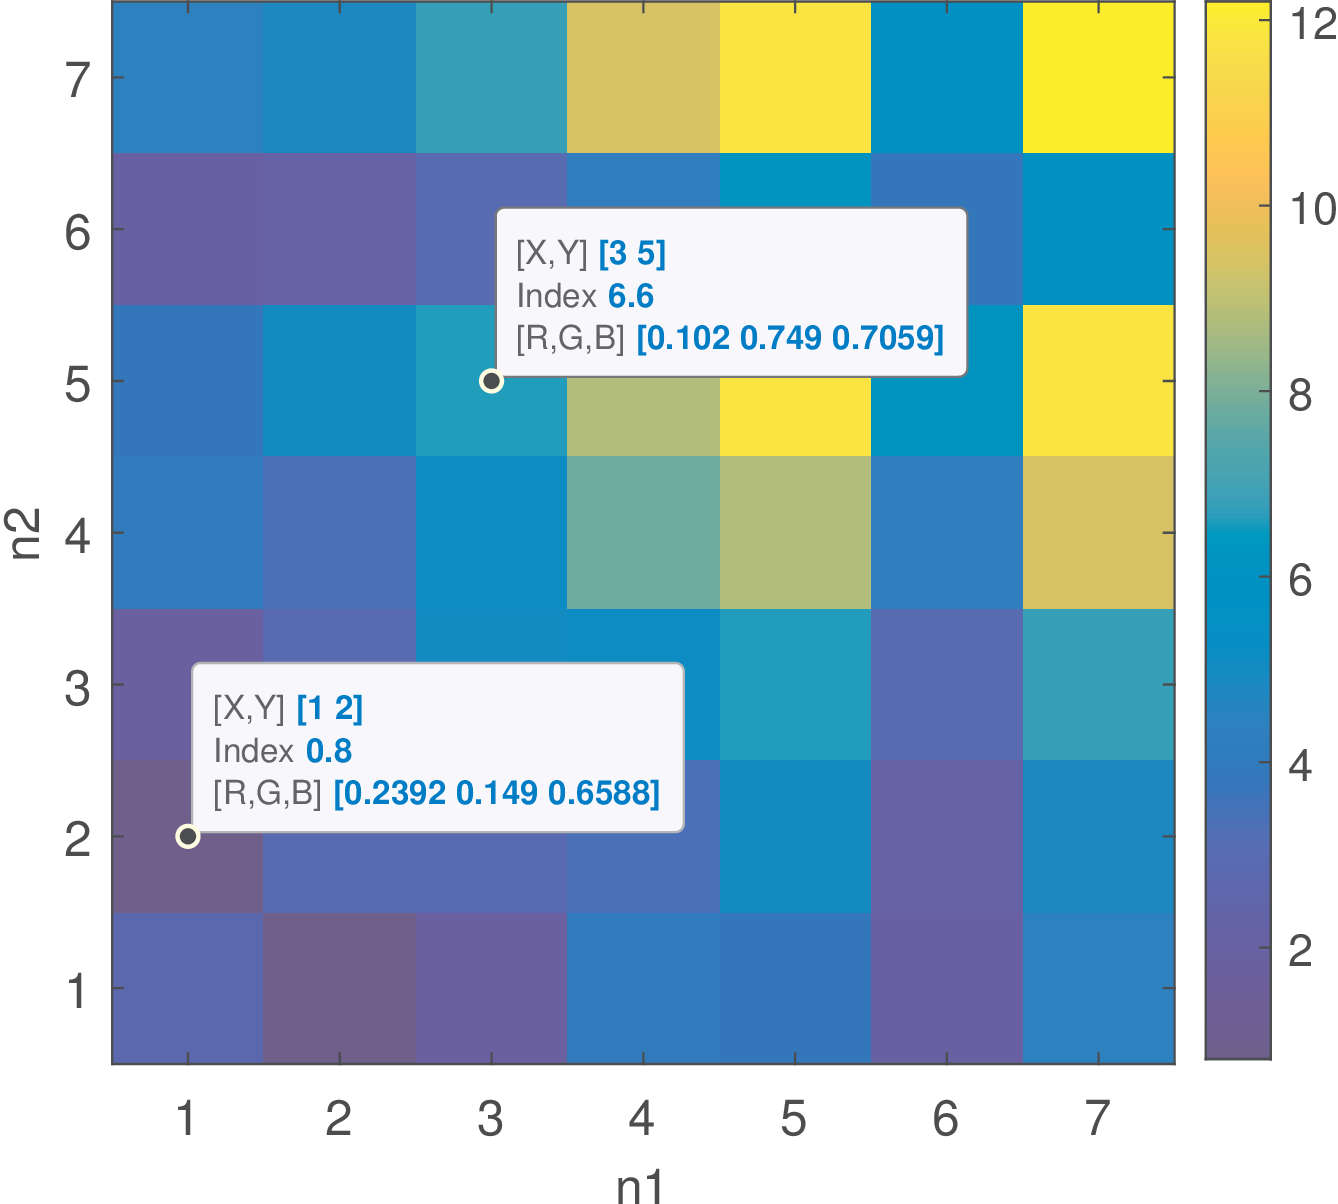 7
6
5
4
3
2
1
n2
[X,Y] [3 5]
Index 6.6
[R,G,B] [0.102 0.749 0.7059]
[X,Y] [1 2]
Index 0.8
[R,G,B] [0.2392 0.149 0.6588]
1 2 3 4 5 6 7
n1
12
10
8
6
4
2